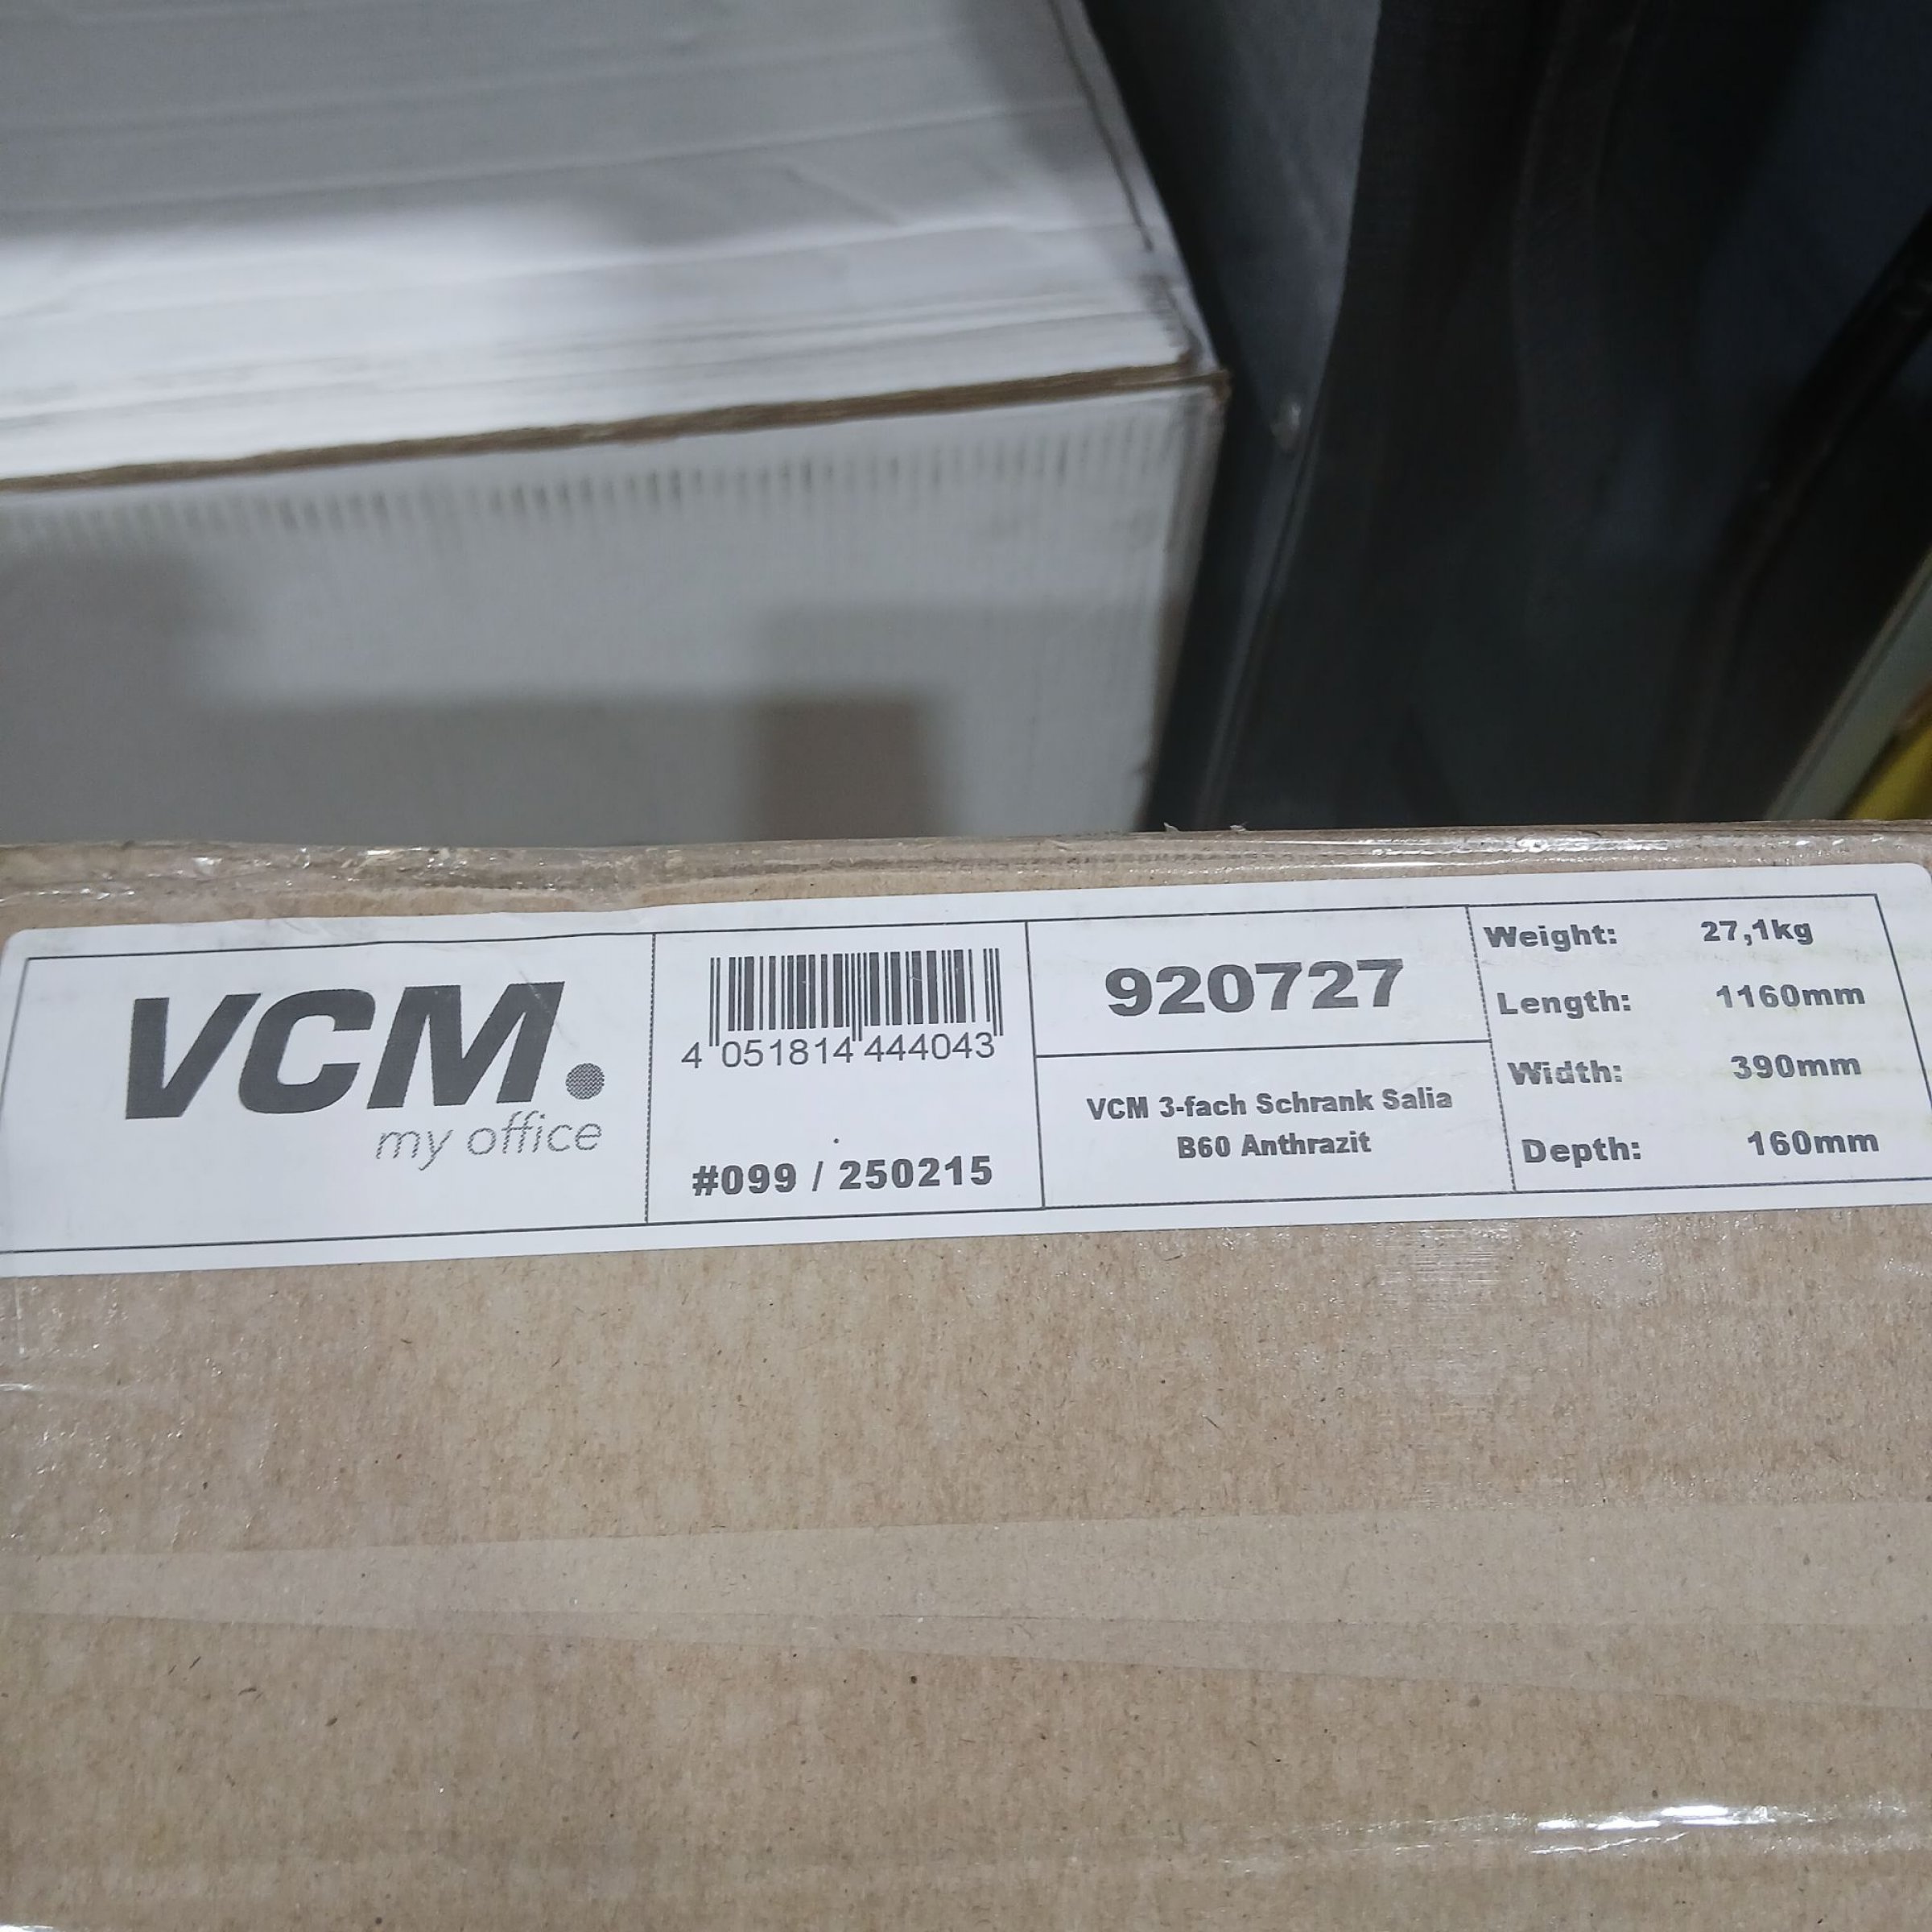 VCM.
my office
4 051814 444043
#099 / 250215
920727
VCM 3-fach Schrank Salia
B60 Anthrazit
Weight: 27,1kg
Length: 1160mm
Width: 390mm
Depth: 160mm